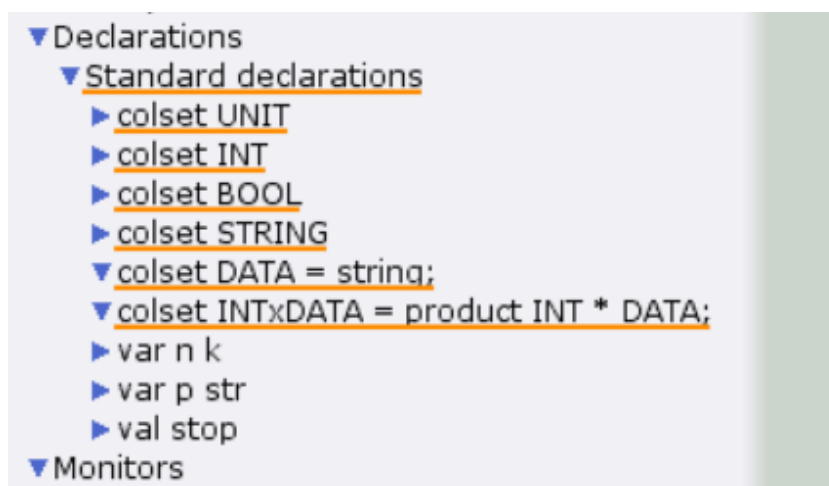 Declarations
Standard declarations
colset UNIT
colset INT
colset BOOL
colset STRING
colset DATA = string;
colset INTxDATA = product INT * DATA;
var n k
var p str
val stop
Monitors